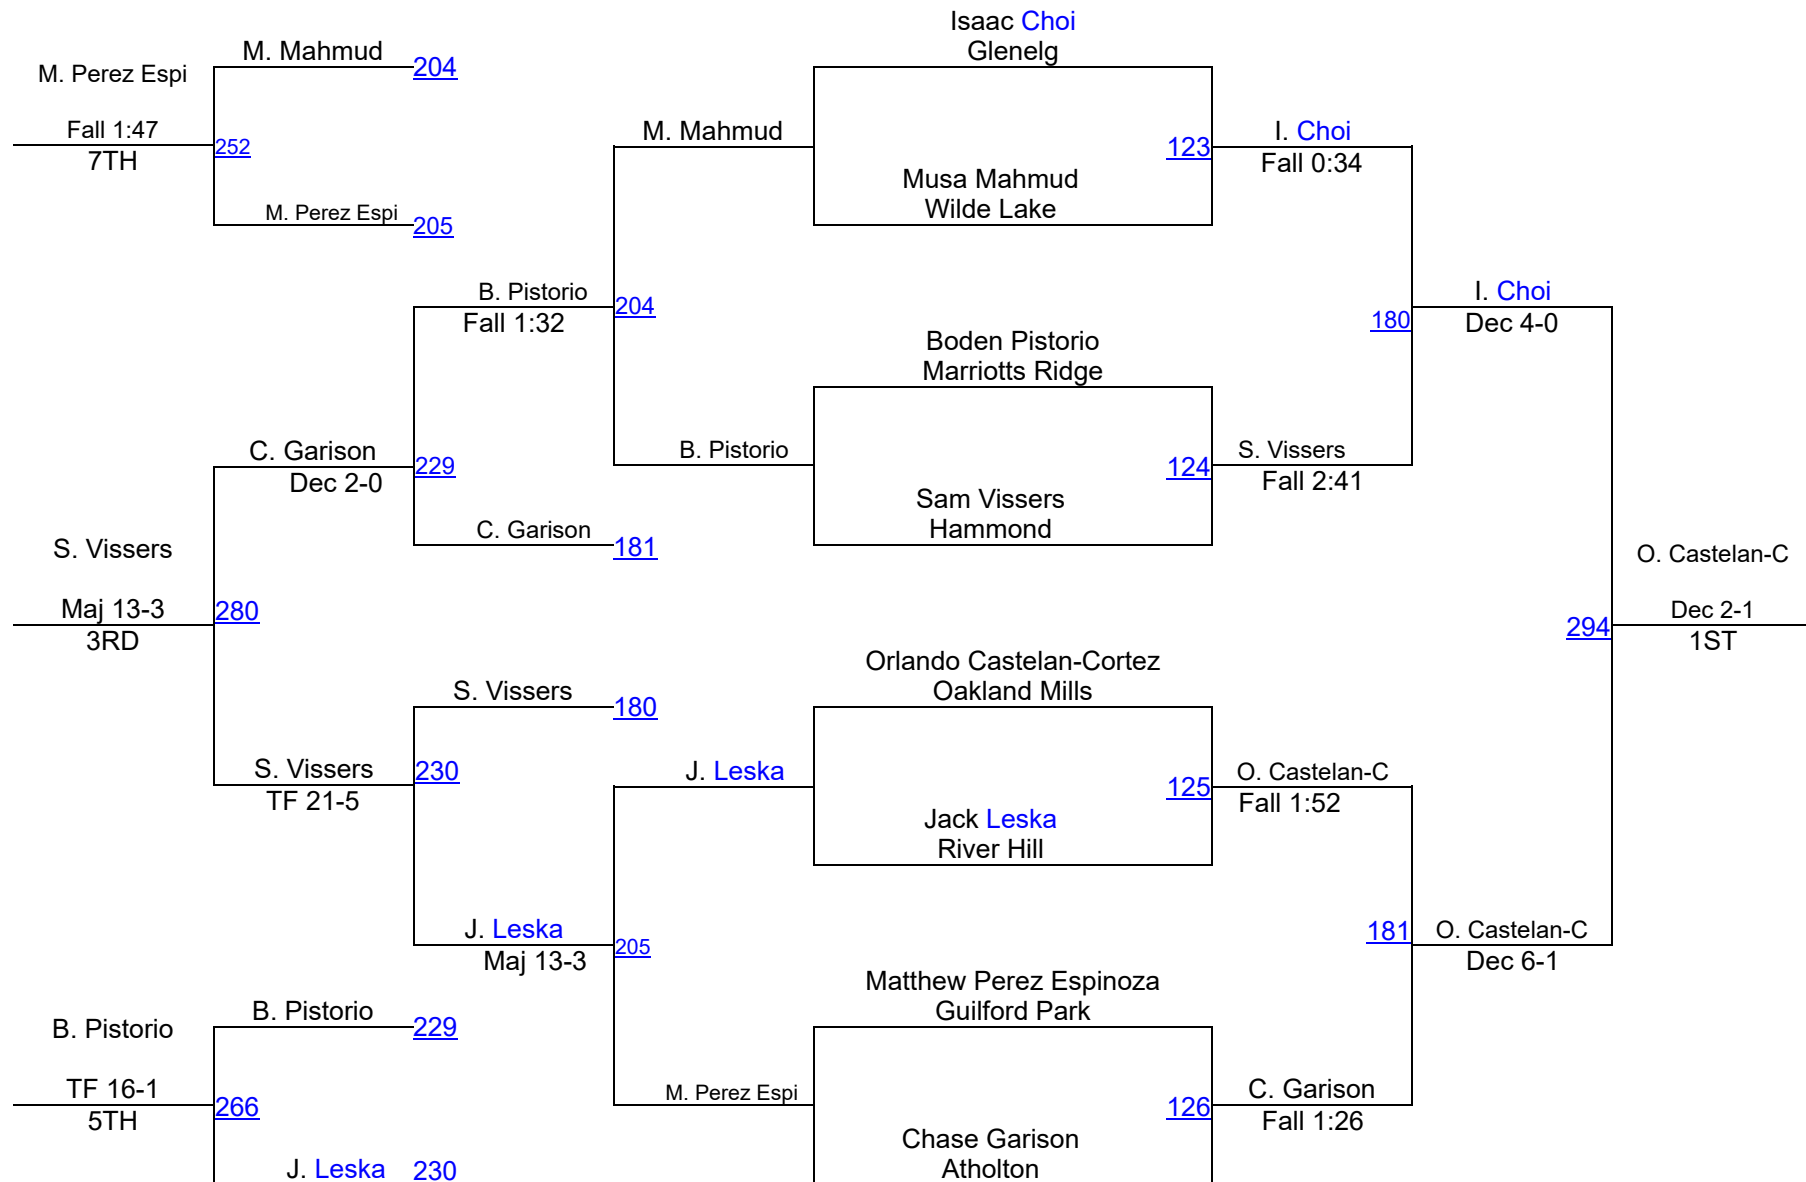 Isaac Choi
Glenelg
M. Mahmud
204
M. Perez Espi
Fall 1:47
7TH
252
M. Mahmud
123
I. Choi
Fall 0:34
Musa Mahmud
Wilde Lake
M. Perez Espi
205
B. Pistorio
Fall 1:32
204
I. Choi
Dec 4-0
180
Boden Pistorio
Marriotts Ridge
C. Garison
Dec 2-0
229
B. Pistorio
124
S. Vissers
Fall 2:41
Sam Vissers
Hammond
C. Garison
181
S. Vissers
Maj 13-3
3RD
280
O. Castelan-C
Dec 2-1
1ST
294
Orlando Castelan-Cortez
Oakland Mills
S. Vissers
180
S. Vissers
TF 21-5
230
J. Leska
125
O. Castelan-C
Fall 1:52
Jack Leska
River Hill
J. Leska
Maj 13-3
205
181
O. Castelan-C
Dec 6-1
Matthew Perez Espinoza
Guilford Park
B. Pistorio
229
B. Pistorio
TF 16-1
5TH
266
M. Perez Espi
126
C. Garison
Fall 1:26
Chase Garison
Atholton
J. Leska
230